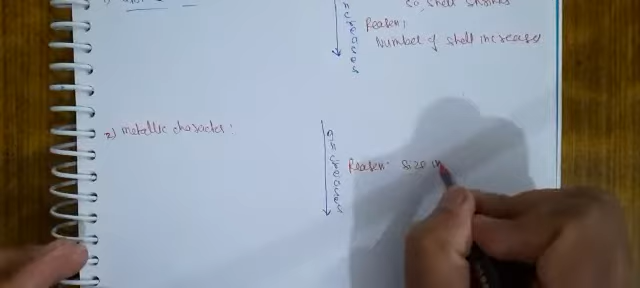 So, shell shrinks
Reason;
Number of shell increases
increases
2) metallic character:
increases
Reason: size in